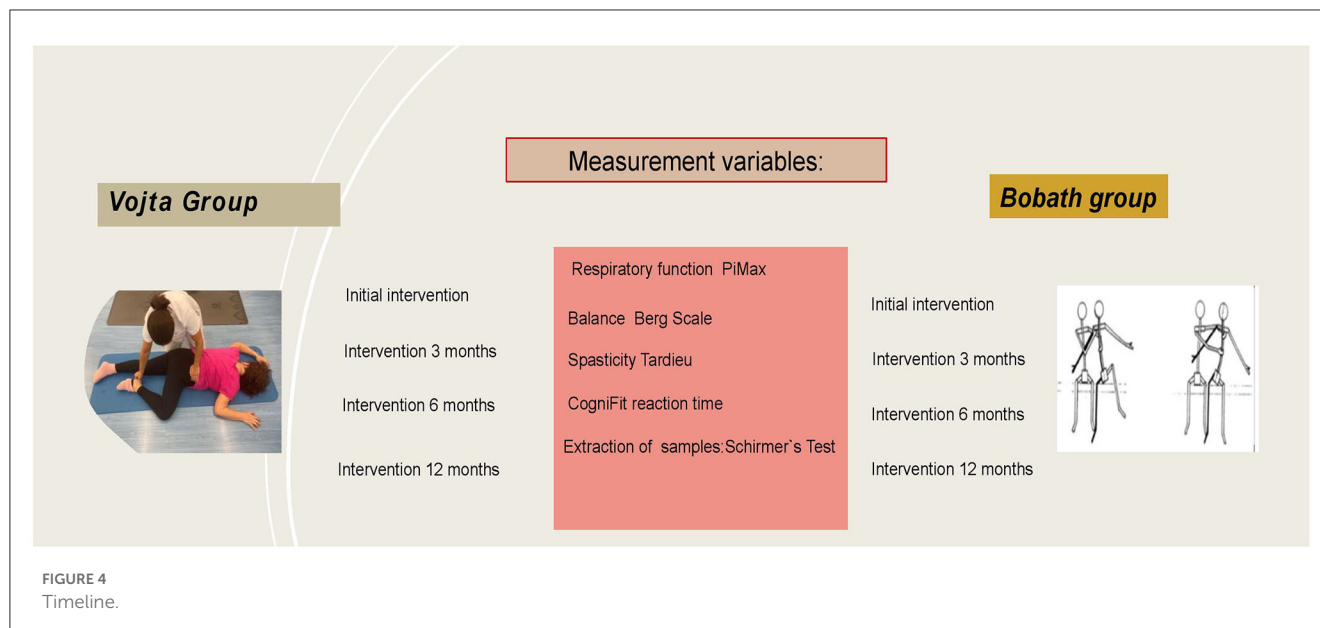 Measurement variables:
Vojta Group
Bobath group
Initial intervention
Intervention 3 months
Intervention 6 months
Intervention 12 months
Respiratory function PiMax
Balance Berg Scale
Spasticity Tardieu
CogniFit reaction time
Extraction of samples:Schirmer`s Test
Initial intervention
Intervention 3 months
Intervention 6 months
Intervention 12 months
FIGURE 4
Timeline.